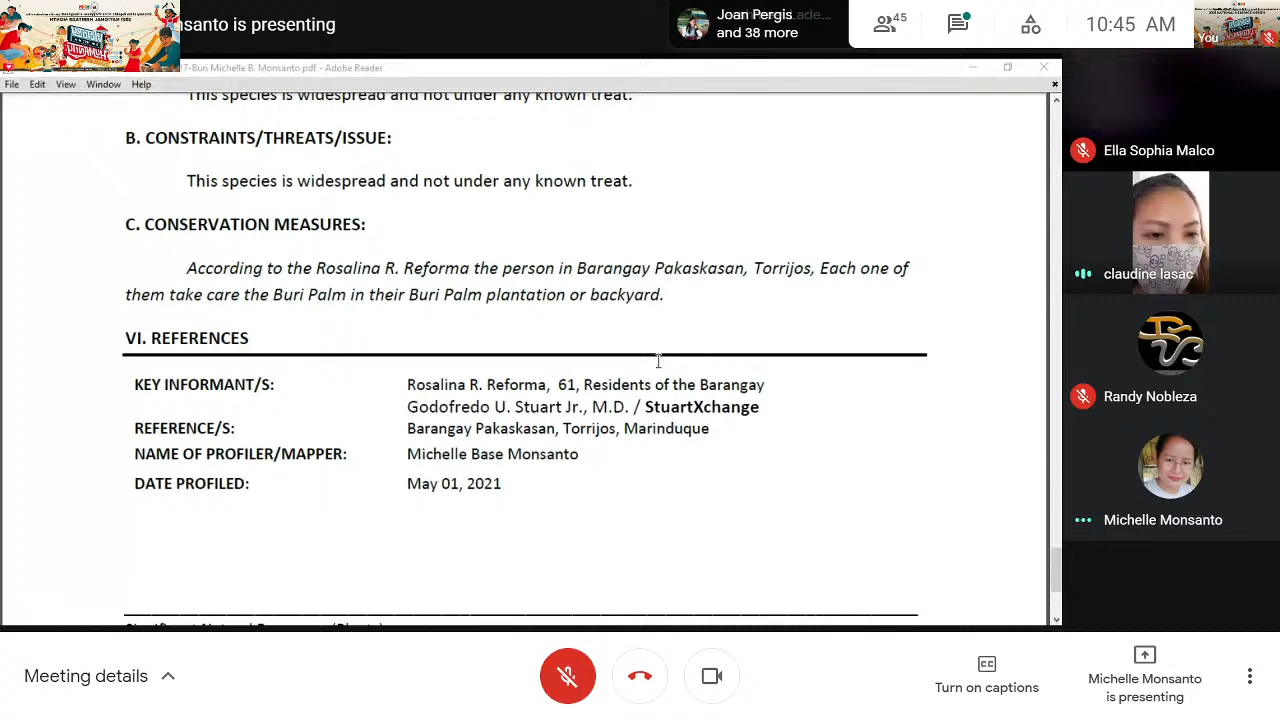 nsanto is presenting
Joan Pergis
and 38 more
45
10:45 AM
You
7-Buri Michelle B. Monsanto.pdf - Adobe Reader
File Edit View Window Help
This species is widespread and not under any known treat.
B. CONSTRAINTS/THREATS/ISSUE:
This species is widespread and not under any known treat.
C. CONSERVATION MEASURES:
According to the Rosalina R. Reforma the person in Barangay Pakaskasan, Torrijos, Each one of
them take care the Buri Palm in their Buri Palm plantation or backyard.
VI. REFERENCES
KEY INFORMANT/S: Rosalina R. Reforma, 61, Residents of the Barangay
Godofredo U. Stuart Jr., M.D. / StuartXchange
REFERENCE/S: Barangay Pakaskasan, Torrijos, Marinduque
NAME OF PROFILER/MAPPER: Michelle Base Monsanto
DATE PROFILED: May 01, 2021
Ella Sophia Malco
claudine lasac
Randy Nobleza
Michelle Monsanto
Meeting details
Turn on captions
Michelle Monsanto
is presenting